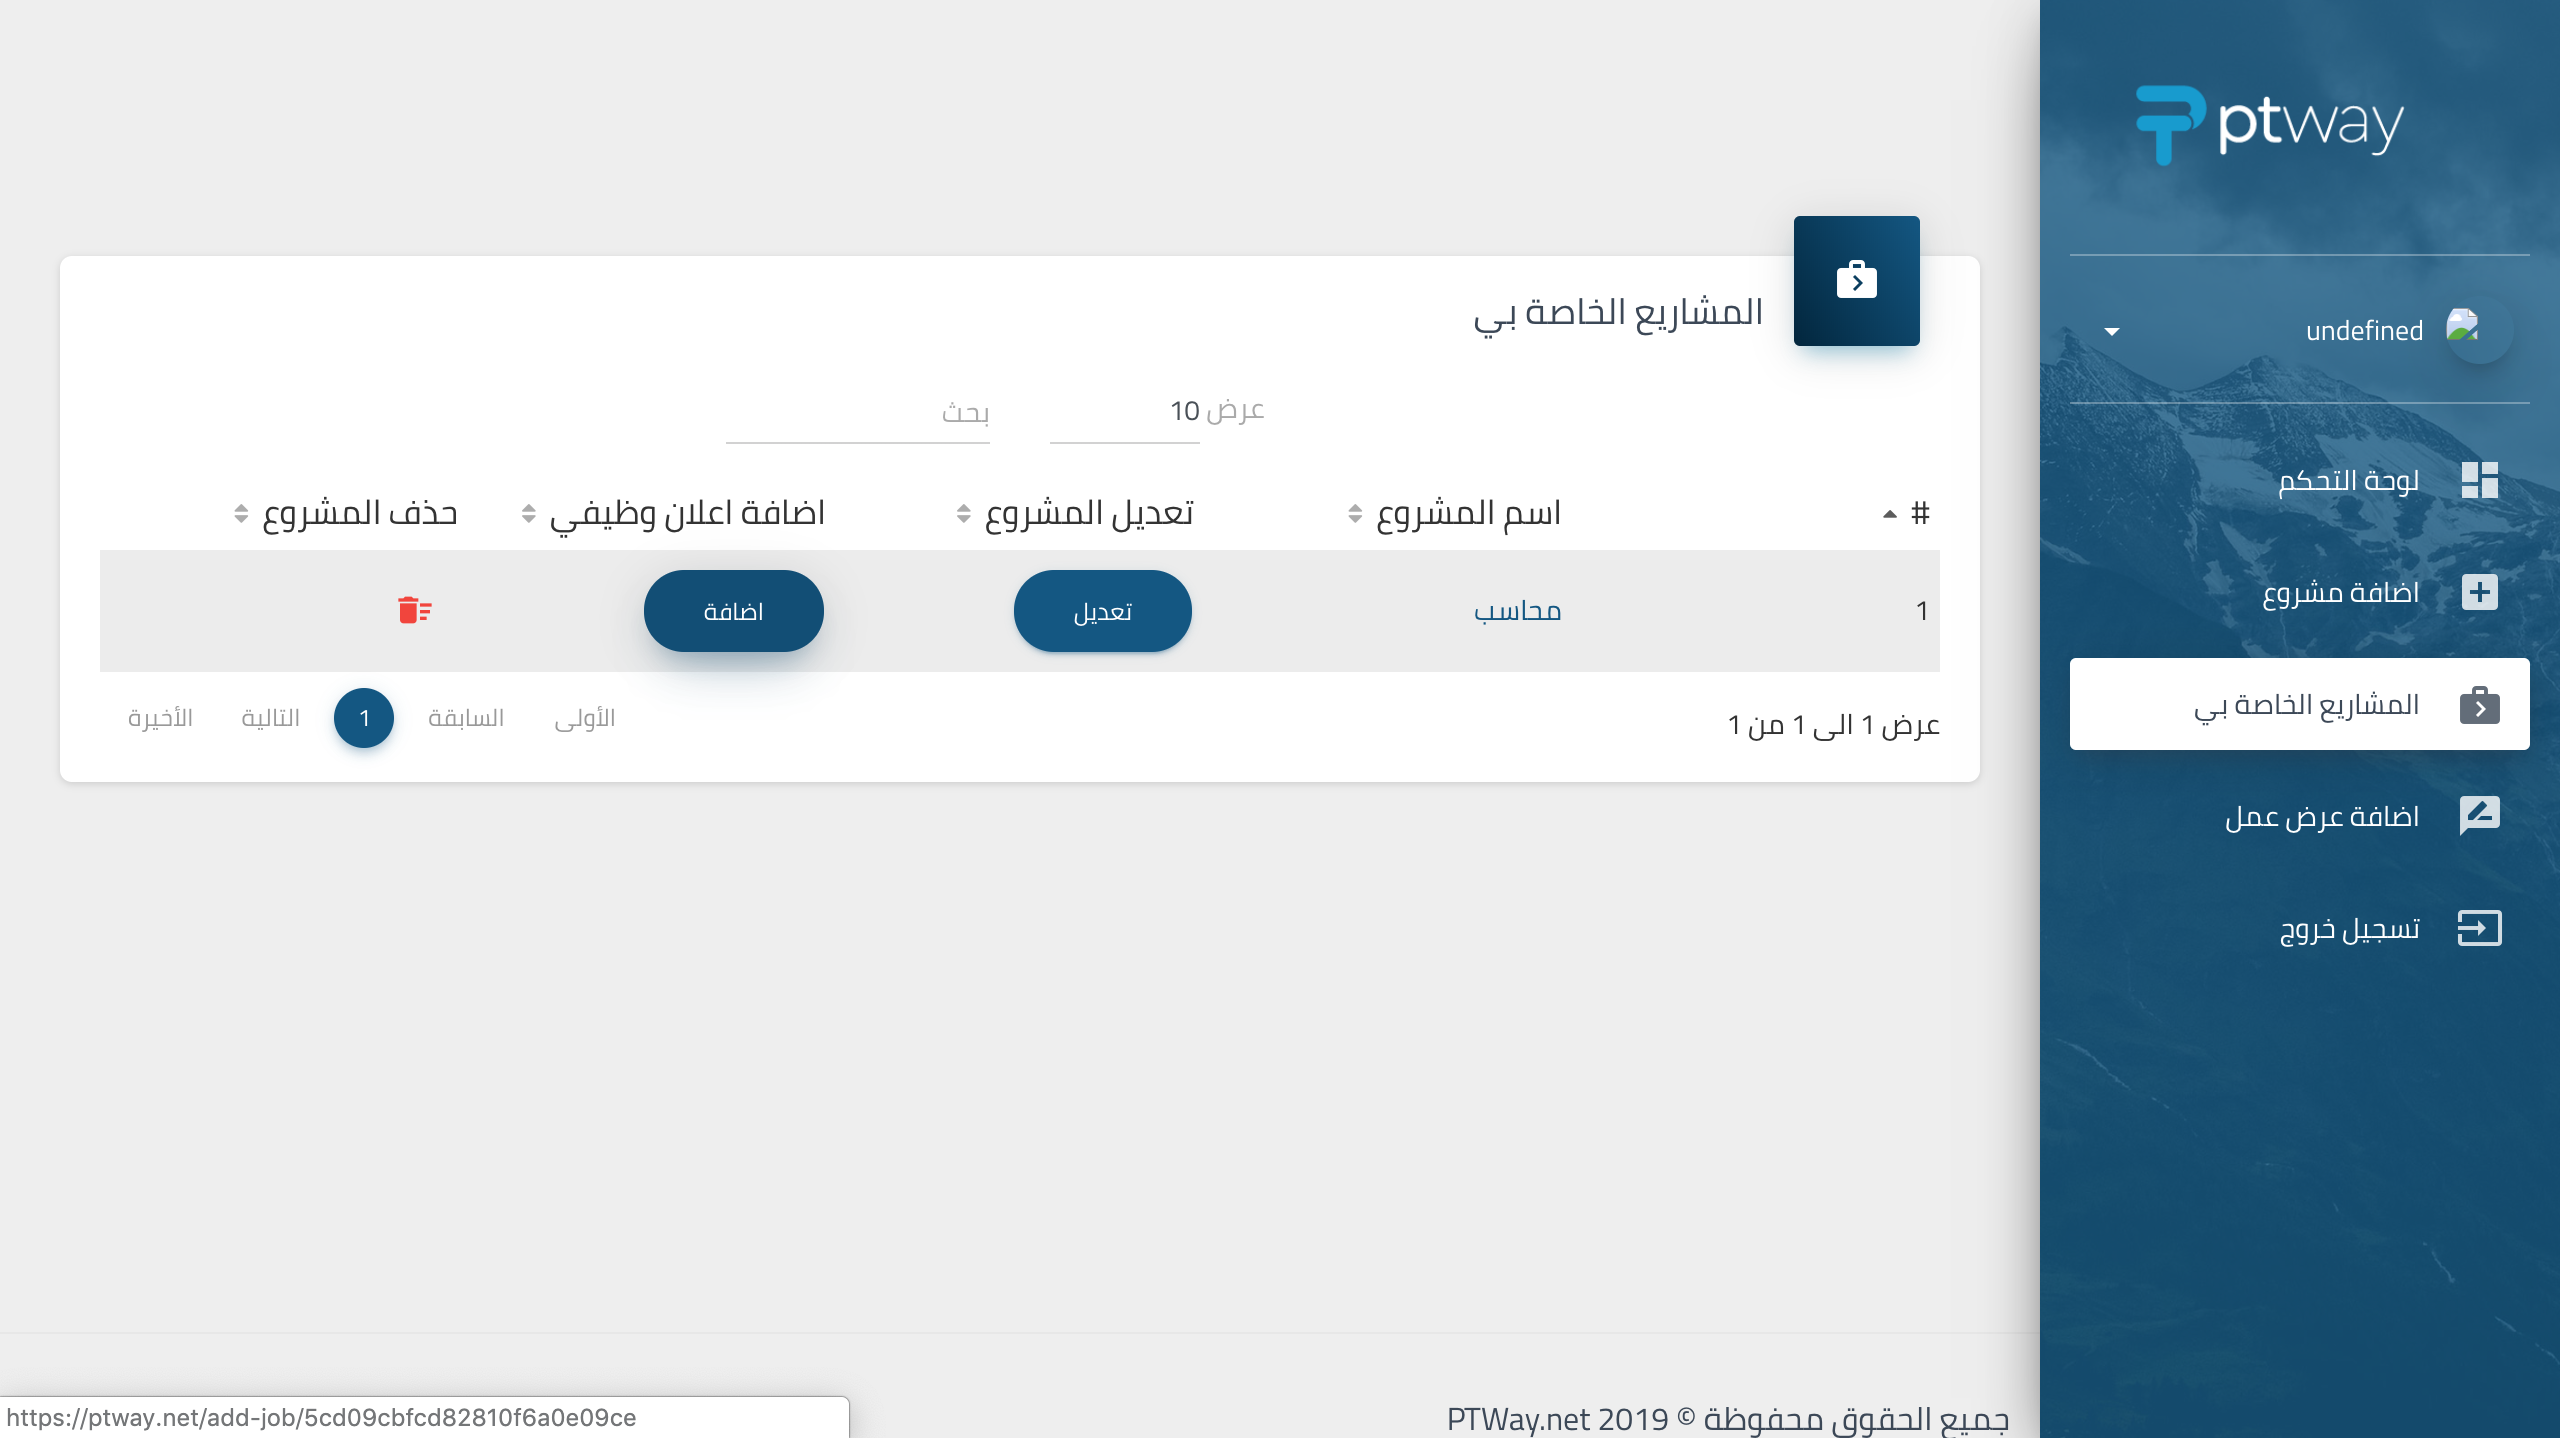 ptway
undefined
لوحة التحكم
اضافة مشروع
المشاريع الخاصة بي
اضافة عرض عمل
تسجيل خروج
المشاريع الخاصة بي
عرض 10 بحث
# اسم المشروع تعديل المشروع اضافة اعلان وظيفي حذف المشروع
1 محاسب تعديل اضافة
عرض 1 الى 1 من 1
الأولى السابقة 1 التالية الأخيرة
جميع الحقوق محفوظة © 2019 PTWay.net
https://ptway.net/add-job/5cd09cbfcd82810f6a0e09ce